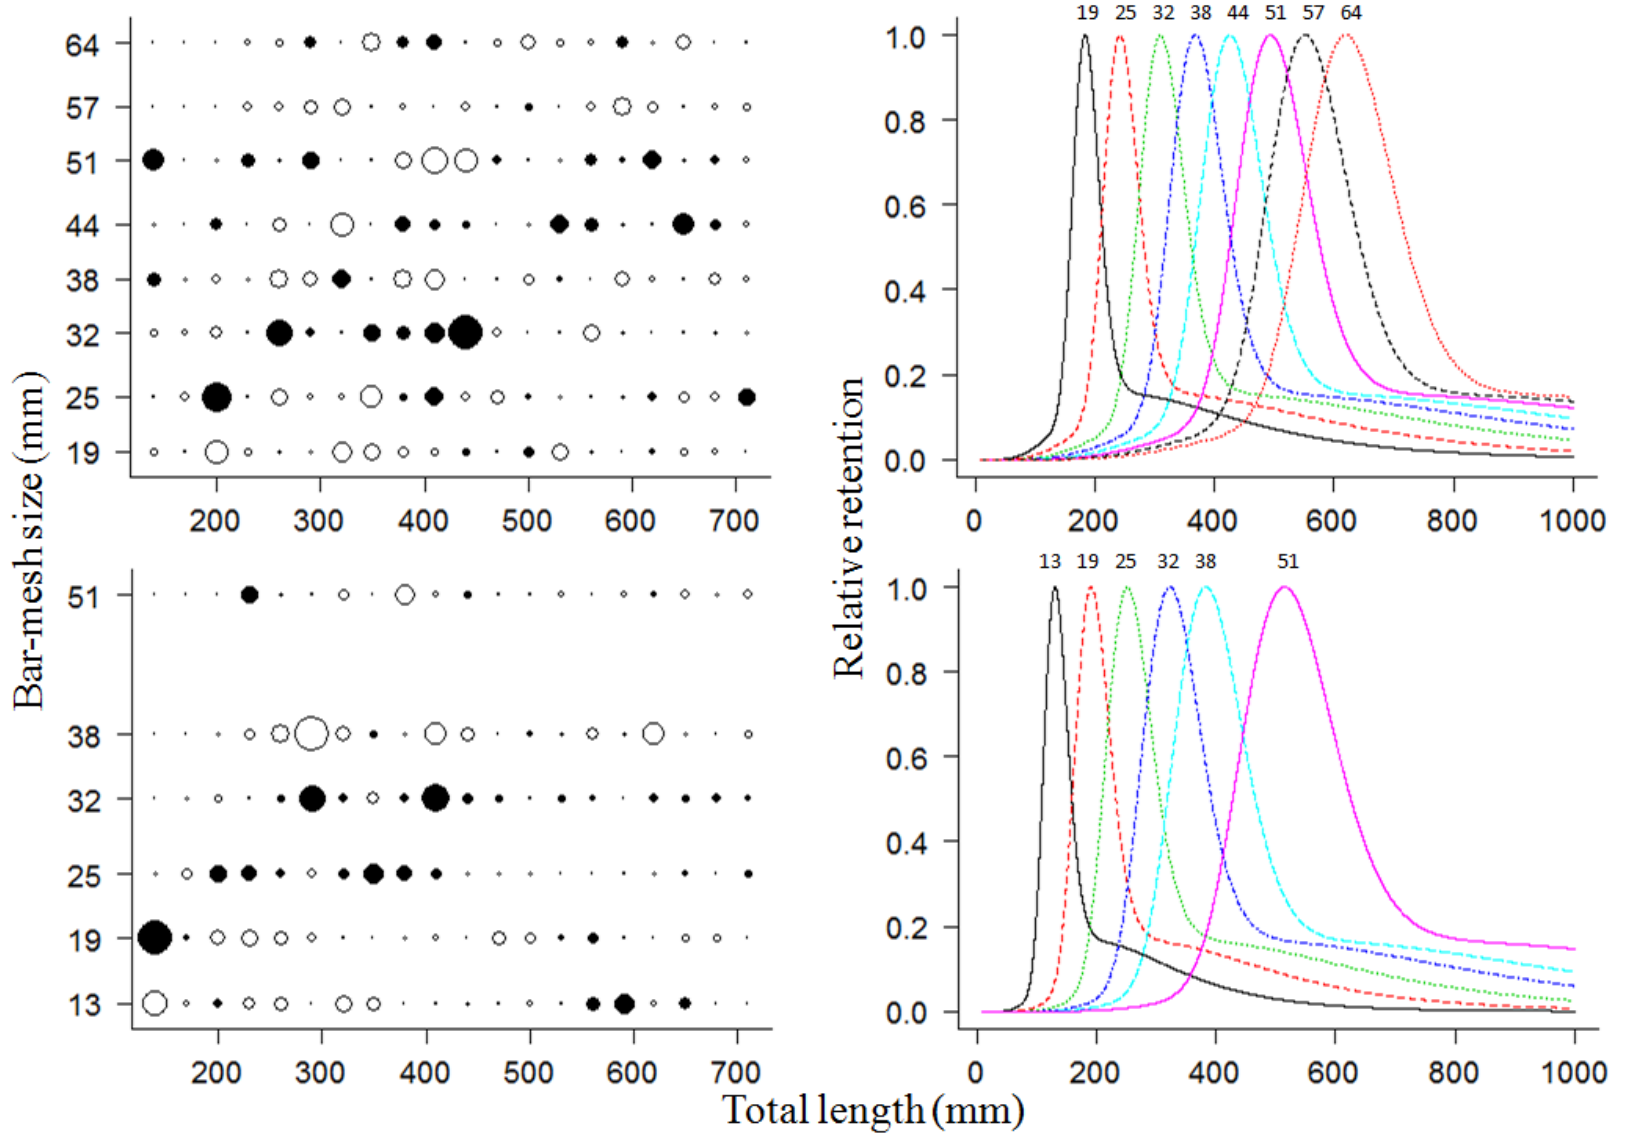 19 25 32 38 44 51 57 64
64
57
51
44
38
32
25
19
200 300 400 500 600 700
1.0
0.8
0.6
0.4
0.2
0.0
0 200 400 600 800 1000
Bar-mesh size (mm)
Relative retention
13 19 25 32 38 51
51
38
32
25
19
13
200 300 400 500 600 700
1.0
0.8
0.6
0.4
0.2
0.0
0 200 400 600 800 1000
Total length (mm)